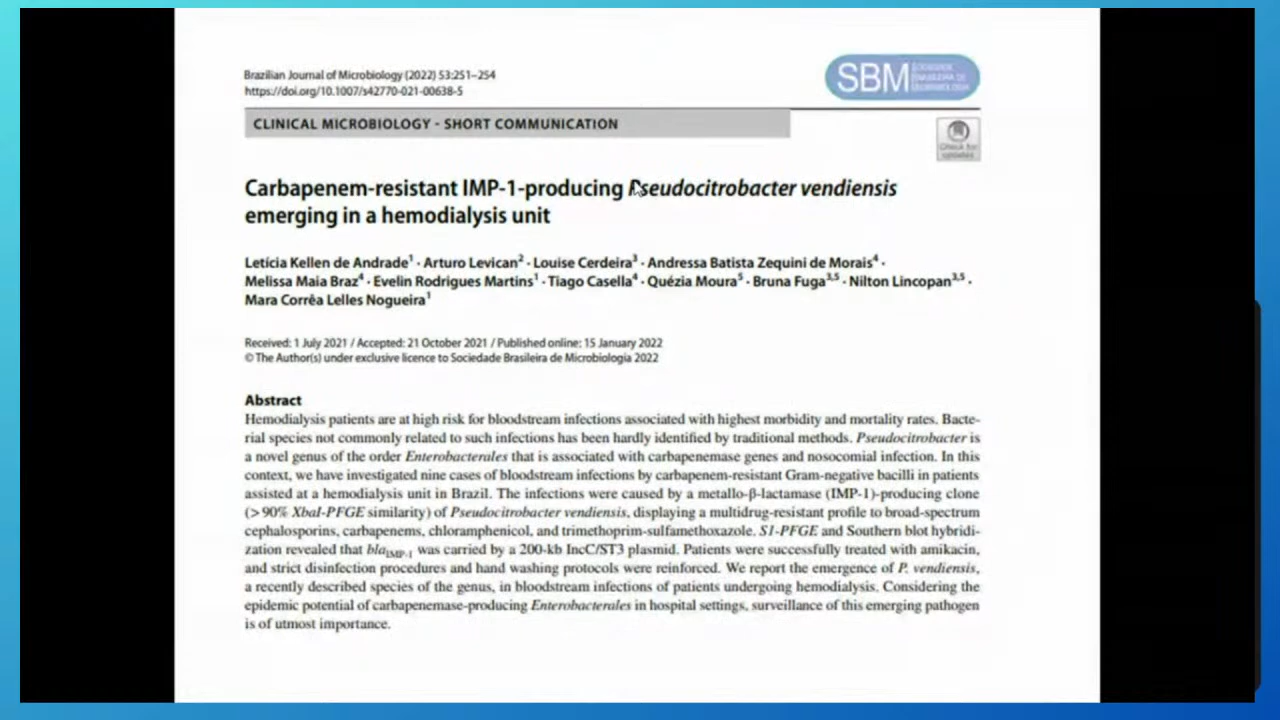 Brazilian Journal of Microbiology (2022) 53:251–254
https://doi.org/10.1007/s42770-021-00638-5
SBM SOCIEDADE
BRASILEIRA DE
MICROBIOLOGIA
CLINICAL MICROBIOLOGY - SHORT COMMUNICATION
Check for
updates
Carbapenem-resistant IMP-1-producing Pseudocitrobacter vendiensis
emerging in a hemodialysis unit
Letícia Kellen de Andrade1 · Arturo Levican2 · Louise Cerdeira3 · Andressa Batista Zequini de Morais4 ·
Melissa Maia Braz4 · Evelin Rodrigues Martins1 · Tiago Casella4 · Quézia Moura5 · Bruna Fuga3,5 · Nilton Lincopan3,5 ·
Mara Corrêa Lelles Nogueira1
Received: 1 July 2021 / Accepted: 21 October 2021 / Published online: 15 January 2022
© The Author(s) under exclusive licence to Sociedade Brasileira de Microbiologia 2022
Abstract
Hemodialysis patients are at high risk for bloodstream infections associated with highest morbidity and mortality rates. Bacte-
rial species not commonly related to such infections has been hardly identified by traditional methods. Pseudocitrobacter is
a novel genus of the order Enterobacterales that is associated with carbapenemase genes and nosocomial infection. In this
context, we have investigated nine cases of bloodstream infections by carbapenem-resistant Gram-negative bacilli in patients
assisted at a hemodialysis unit in Brazil. The infections were caused by a metallo-β-lactamase (IMP-1)-producing clone
(> 90% XbaI-PFGE similarity) of Pseudocitrobacter vendiensis, displaying a multidrug-resistant profile to broad-spectrum
cephalosporins, carbapenems, chloramphenicol, and trimethoprim-sulfamethoxazole. S1-PFGE and Southern blot hybridi-
zation revealed that blaIMP-1 was carried by a 200-kb IncC/ST3 plasmid. Patients were successfully treated with amikacin,
and strict disinfection procedures and hand washing protocols were reinforced. We report the emergence of P. vendiensis,
a recently described species of the genus, in bloodstream infections of patients undergoing hemodialysis. Considering the
epidemic potential of carbapenemase-producing Enterobacterales in hospital settings, surveillance of this emerging pathogen
is of utmost importance.